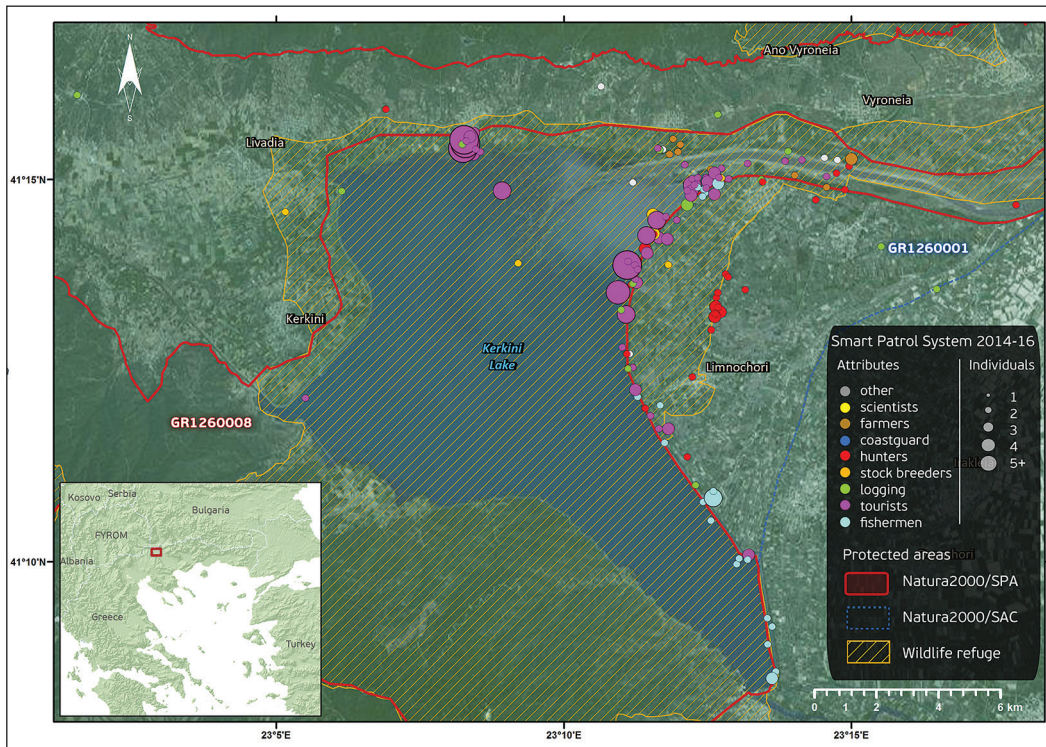 N
S
Ano Vyroneia
Vyroneia
Livadia
41°15'N
GR1260001
Kerkini
Kerkini
Lake
Limnochori
GR1260008
41°10'N
23°5'E
23°10'E
23°15'E
Smart Patrol System 2014-16
Attributes
Individuals
other
scientists
farmers
coastguard
hunters
stock breeders
logging
tourists
fishermen
1
2
3
4
5+
Protected areas
Natura2000/SPA
Natura2000/SAC
Wildlife refuge
0 1 2 4 6 km
Kosovo
Serbia
Bulgaria
FYROM
Albania
Greece
Turkey